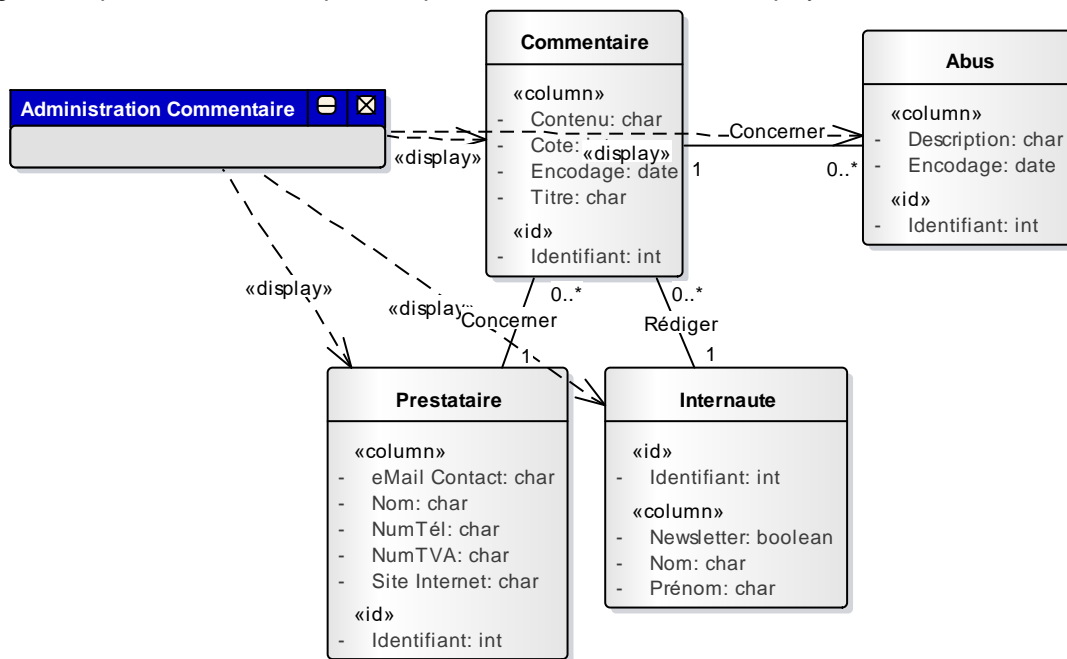 Commentaire
«column»
- Contenu: char
- Cote:
- Encodage: date
- Titre: char
«id»
- Identifiant: int
Abus
«column»
- Description: char
- Encodage: date
«id»
- Identifiant: int
Administration Commentaire
«display»
«display»
Concerner
1
0..*
«display»
«display»
Concerner
0..*
1
0..*
Rédiger
1
Prestataire
«column»
- eMail Contact: char
- Nom: char
- NumTél: char
- NumTVA: char
- Site Internet: char
«id»
- Identifiant: int
Internaute
«id»
- Identifiant: int
«column»
- Newsletter: boolean
- Nom: char
- Prénom: char